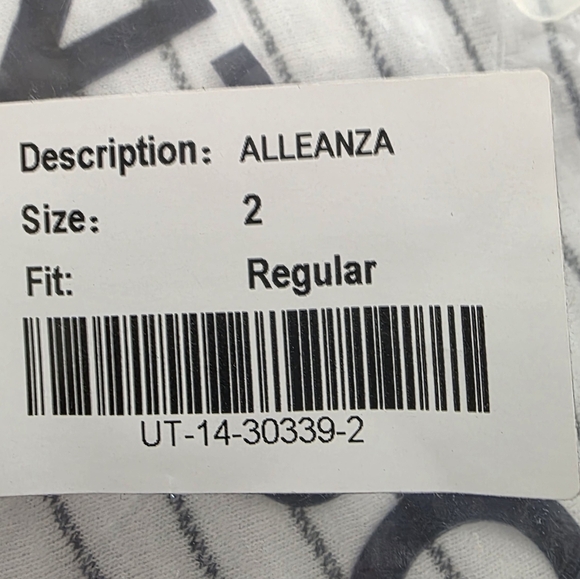 Description: ALLEANZA
Size: 2
Fit: Regular
UT-14-30339-2